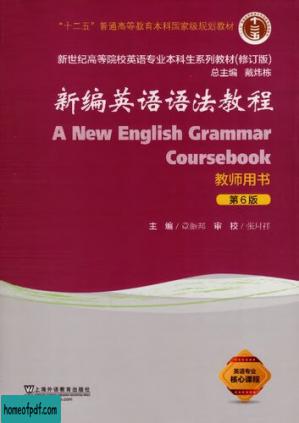 “十二五”普通高等教育本科国家级规划教材
新世纪高等院校英语专业本科生系列教材(修订版)
总主编 戴炜栋
新编英语语法教程
A New English Grammar
Coursebook
教师用书
第6版
主 编 / 章振邦 审 校 / 张月祥
英语专业
核心课程
上海外语教育出版社
homeofpdf.com
homeofpdf.com